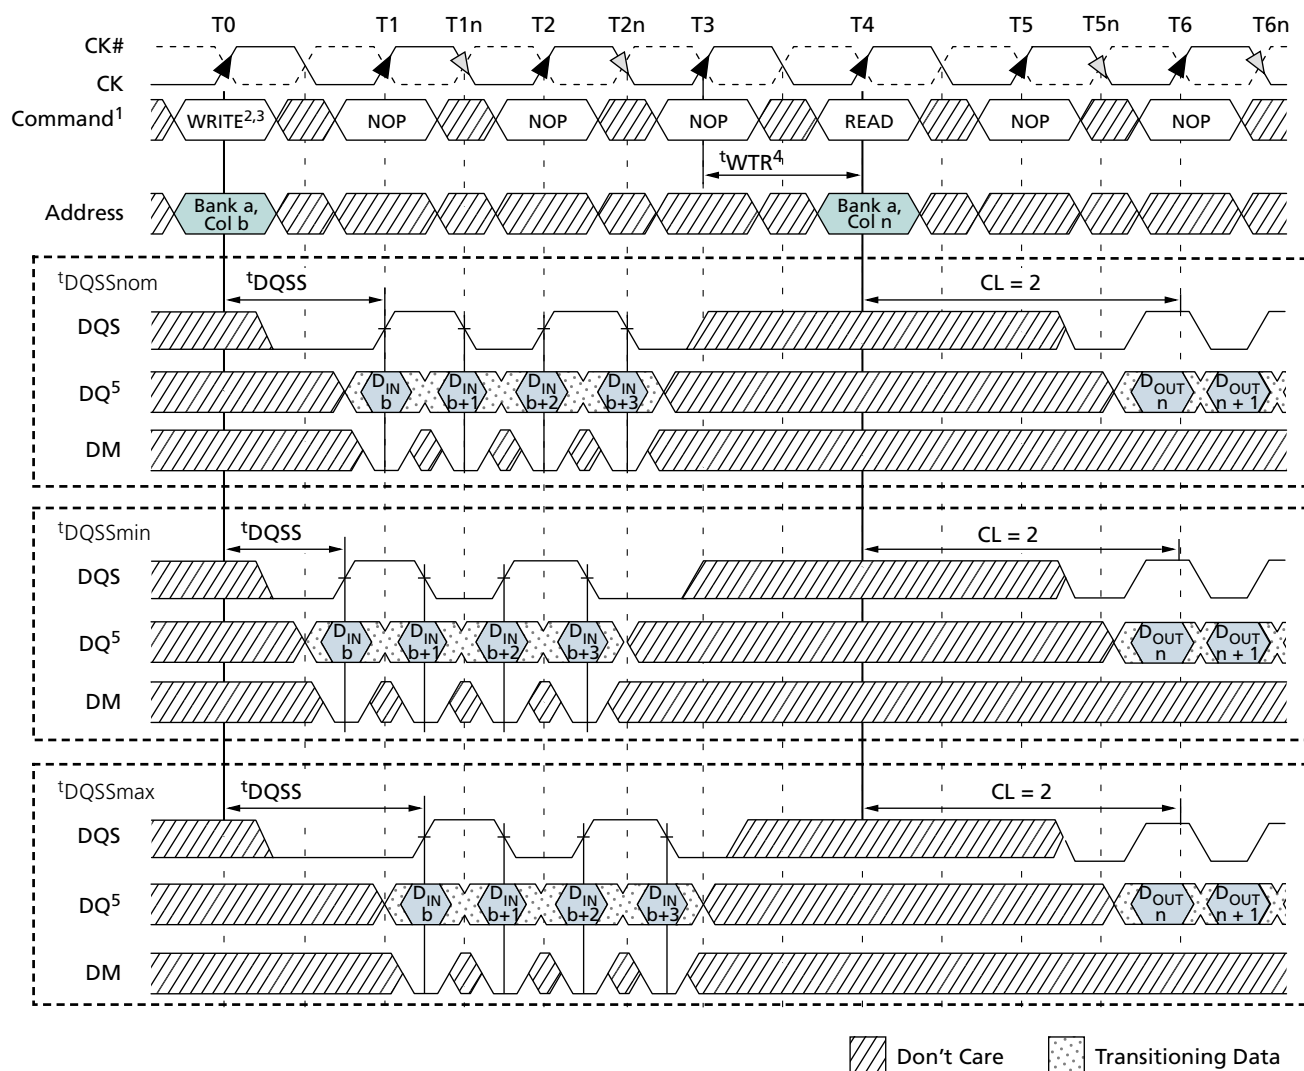 T0 T1 T1n T2 T2n T3 T4 T5 T5n T6 T6n
CK#
CK
Command1 WRITE2,3 NOP NOP NOP READ NOP NOP
tWTR4
Address Bank a, Col b Bank a, Col n
tDQSSnom tDQSS CL = 2
DQS
DQ5 DIN b DIN b+1 DIN b+2 DIN b+3 DOUT n DOUT n + 1
DM
tDQSSmin tDQSS CL = 2
DQS
DQ5 DIN b DIN b+1 DIN b+2 DIN b+3 DOUT n DOUT n + 1
DM
tDQSSmax tDQSS CL = 2
DQS
DQ5 DIN b DIN b+1 DIN b+2 DIN b+3 DOUT n DOUT n + 1
DM
Don't Care Transitioning Data